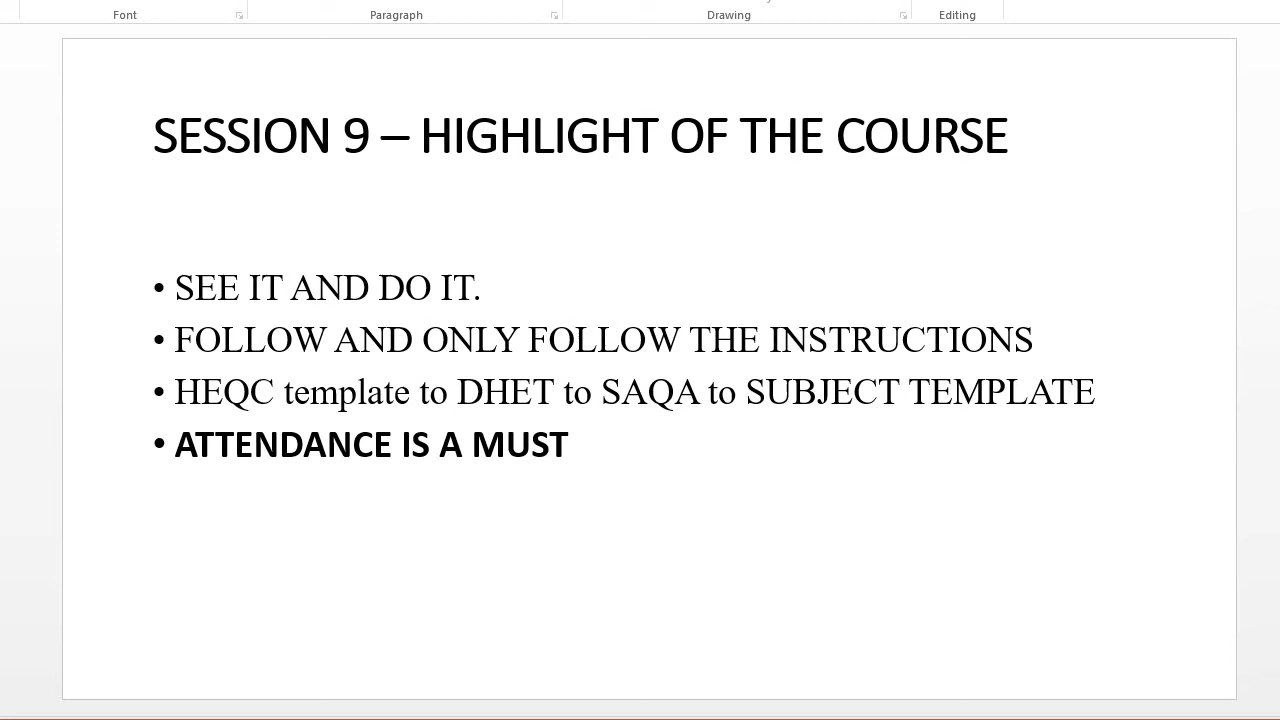 Font Paragraph Drawing Editing
SESSION 9 – HIGHLIGHT OF THE COURSE
• SEE IT AND DO IT.
• FOLLOW AND ONLY FOLLOW THE INSTRUCTIONS
• HEQC template to DHET to SAQA to SUBJECT TEMPLATE
• ATTENDANCE IS A MUST